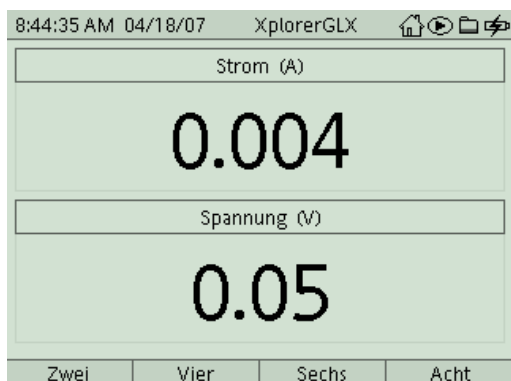 8:44:35 AM 04/18/07 XplorerGLX
Strom (A)
0.004
Spannung (V)
0.05
Zwei Vier Sechs Acht